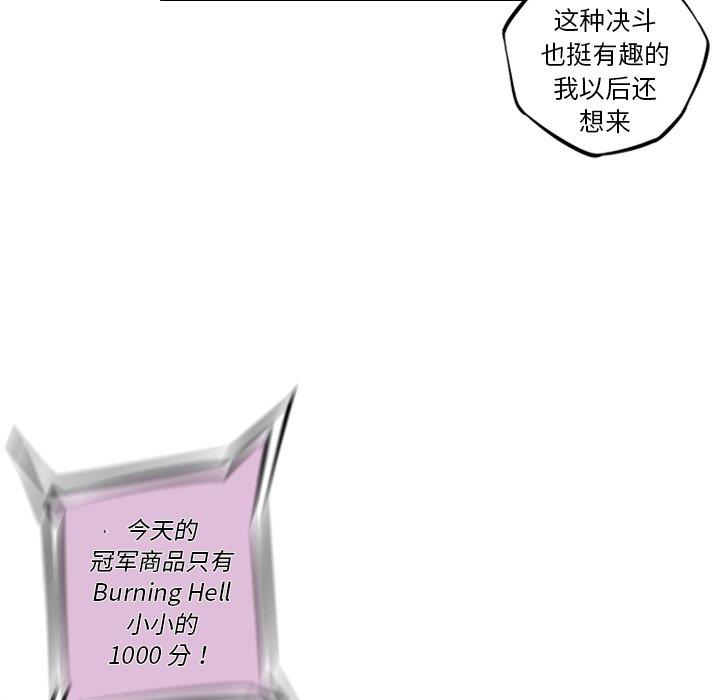 这种决斗
也挺有趣的
我以后还
想来
今天的
冠军商品只有
Burning Hell
小小的
1000 分！